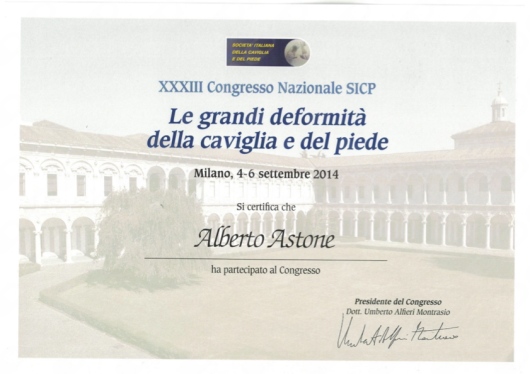 SOCIETÀ ITALIANA
DELLA CAVIGLIA
E DEL PIEDE
XXXIII Congresso Nazionale SICP
Le grandi deformità
della caviglia e del piede
Milano, 4-6 settembre 2014
Si certifica che
Alberto Astone
ha partecipato al Congresso
Presidente del Congresso
Dott. Umberto Alfieri Montrasio